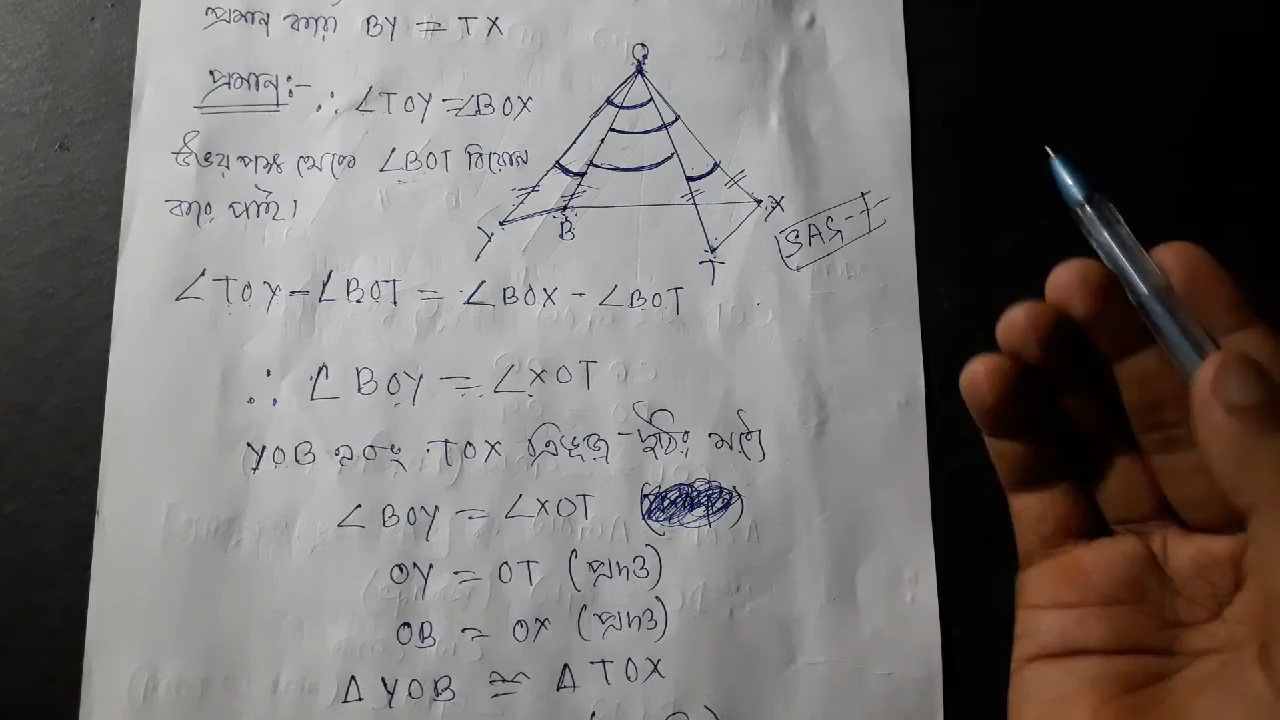 প্রমান করো BY = TX
প্রমান:-
∴ ∠TOY = ∠BOX
উভয় পক্ষ থেকে ∠BOT বিয়োগ
করে পাই।
O
Y
B
T
X
SAS-
∠TOY - ∠BOT = ∠BOX - ∠BOT
∴ ∠BOY = ∠XOT
YOB এবং TOX ত্রিভুজ দুটির মধ্যে
∠BOY = ∠XOT
OY = OT (প্রদত্ত)
OB = OX (প্রদত্ত)
Δ YOB ≅ Δ TOX